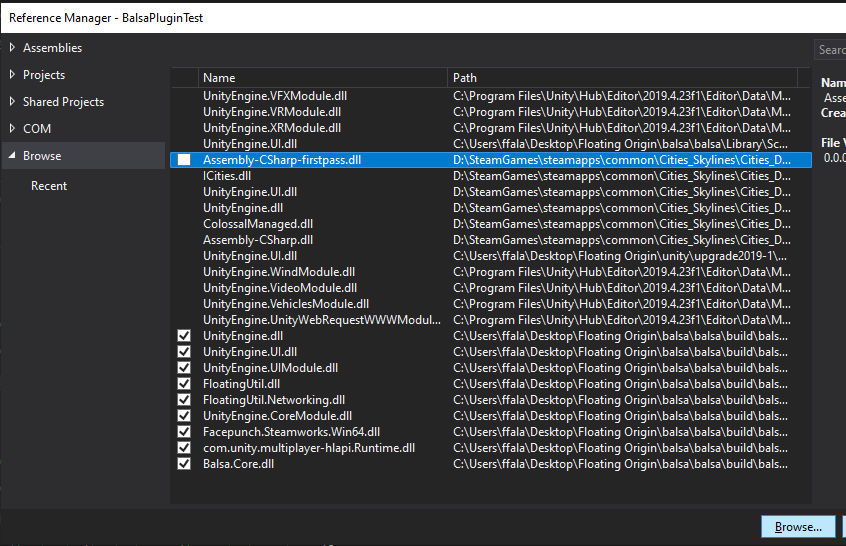 Reference Manager - BalsaPluginTest
Assemblies
Projects
Shared Projects
COM
Browse
Recent
Name Path
UnityEngine.VFXModule.dll C:\Program Files\Unity\Hub\Editor\2019.4.23f1\Editor\Data\M...
UnityEngine.VRModule.dll C:\Program Files\Unity\Hub\Editor\2019.4.23f1\Editor\Data\M...
UnityEngine.XRModule.dll C:\Program Files\Unity\Hub\Editor\2019.4.23f1\Editor\Data\M...
UnityEngine.UI.dll C:\Users\ffala\Desktop\Floating Origin\balsa\balsa\Library\Sc...
Assembly-CSharp-firstpass.dll D:\SteamGames\steamapps\common\Cities_Skylines\Cities_D...
ICities.dll D:\SteamGames\steamapps\common\Cities_Skylines\Cities_D...
UnityEngine.UI.dll D:\SteamGames\steamapps\common\Cities_Skylines\Cities_D...
UnityEngine.dll D:\SteamGames\steamapps\common\Cities_Skylines\Cities_D...
ColossalManaged.dll D:\SteamGames\steamapps\common\Cities_Skylines\Cities_D...
Assembly-CSharp.dll D:\SteamGames\steamapps\common\Cities_Skylines\Cities_D...
UnityEngine.UI.dll C:\Users\ffala\Desktop\Floating Origin\unity\upgrade2019-1\...
UnityEngine.WindModule.dll C:\Program Files\Unity\Hub\Editor\2019.4.23f1\Editor\Data\M...
UnityEngine.VideoModule.dll C:\Program Files\Unity\Hub\Editor\2019.4.23f1\Editor\Data\M...
UnityEngine.VehiclesModule.dll C:\Program Files\Unity\Hub\Editor\2019.4.23f1\Editor\Data\M...
UnityEngine.UnityWebRequestWWWModul... C:\Program Files\Unity\Hub\Editor\2019.4.23f1\Editor\Data\M...
UnityEngine.dll C:\Users\ffala\Desktop\Floating Origin\balsa\balsa\build\bals...
UnityEngine.UI.dll C:\Users\ffala\Desktop\Floating Origin\balsa\balsa\build\bals...
UnityEngine.UIModule.dll C:\Users\ffala\Desktop\Floating Origin\balsa\balsa\build\bals...
FloatingUtil.dll C:\Users\ffala\Desktop\Floating Origin\balsa\balsa\build\bals...
FloatingUtil.Networking.dll C:\Users\ffala\Desktop\Floating Origin\balsa\balsa\build\bals...
UnityEngine.CoreModule.dll C:\Users\ffala\Desktop\Floating Origin\balsa\balsa\build\bals...
Facepunch.Steamworks.Win64.dll C:\Users\ffala\Desktop\Floating Origin\balsa\balsa\build\bals...
com.unity.multiplayer-hlapi.Runtime.dll C:\Users\ffala\Desktop\Floating Origin\balsa\balsa\build\bals...
Balsa.Core.dll C:\Users\ffala\Desktop\Floating Origin\balsa\balsa\build\bals...
Searc
Nam
Asse
Crea
File V
0.0.0
Browse...